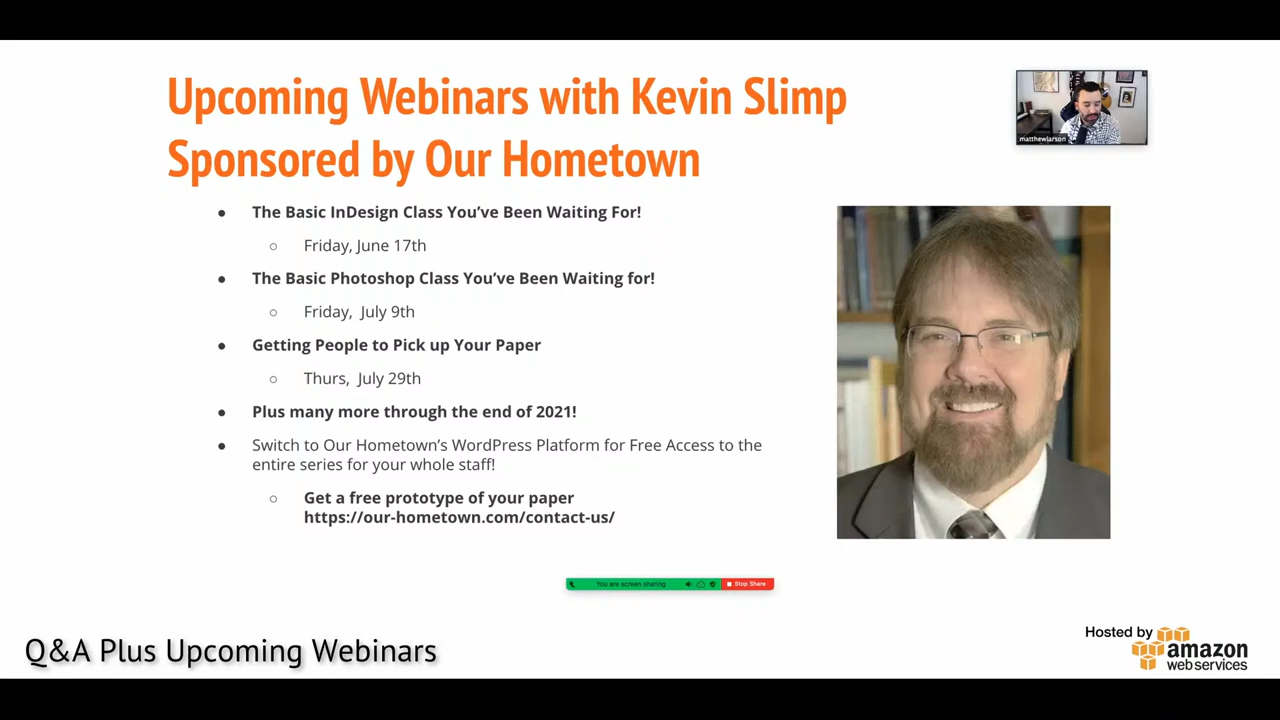 Upcoming Webinars with Kevin Slimp
Sponsored by Our Hometown
matthewlarson
● The Basic InDesign Class You’ve Been Waiting For!
○ Friday, June 17th
● The Basic Photoshop Class You’ve Been Waiting for!
○ Friday, July 9th
● Getting People to Pick up Your Paper
○ Thurs, July 29th
● Plus many more through the end of 2021!
● Switch to Our Hometown’s WordPress Platform for Free Access to the
entire series for your whole staff!
○ Get a free prototype of your paper
https://our-hometown.com/contact-us/
You are screen sharing
Stop Share
Q&A Plus Upcoming Webinars
Hosted by
amazon
web services